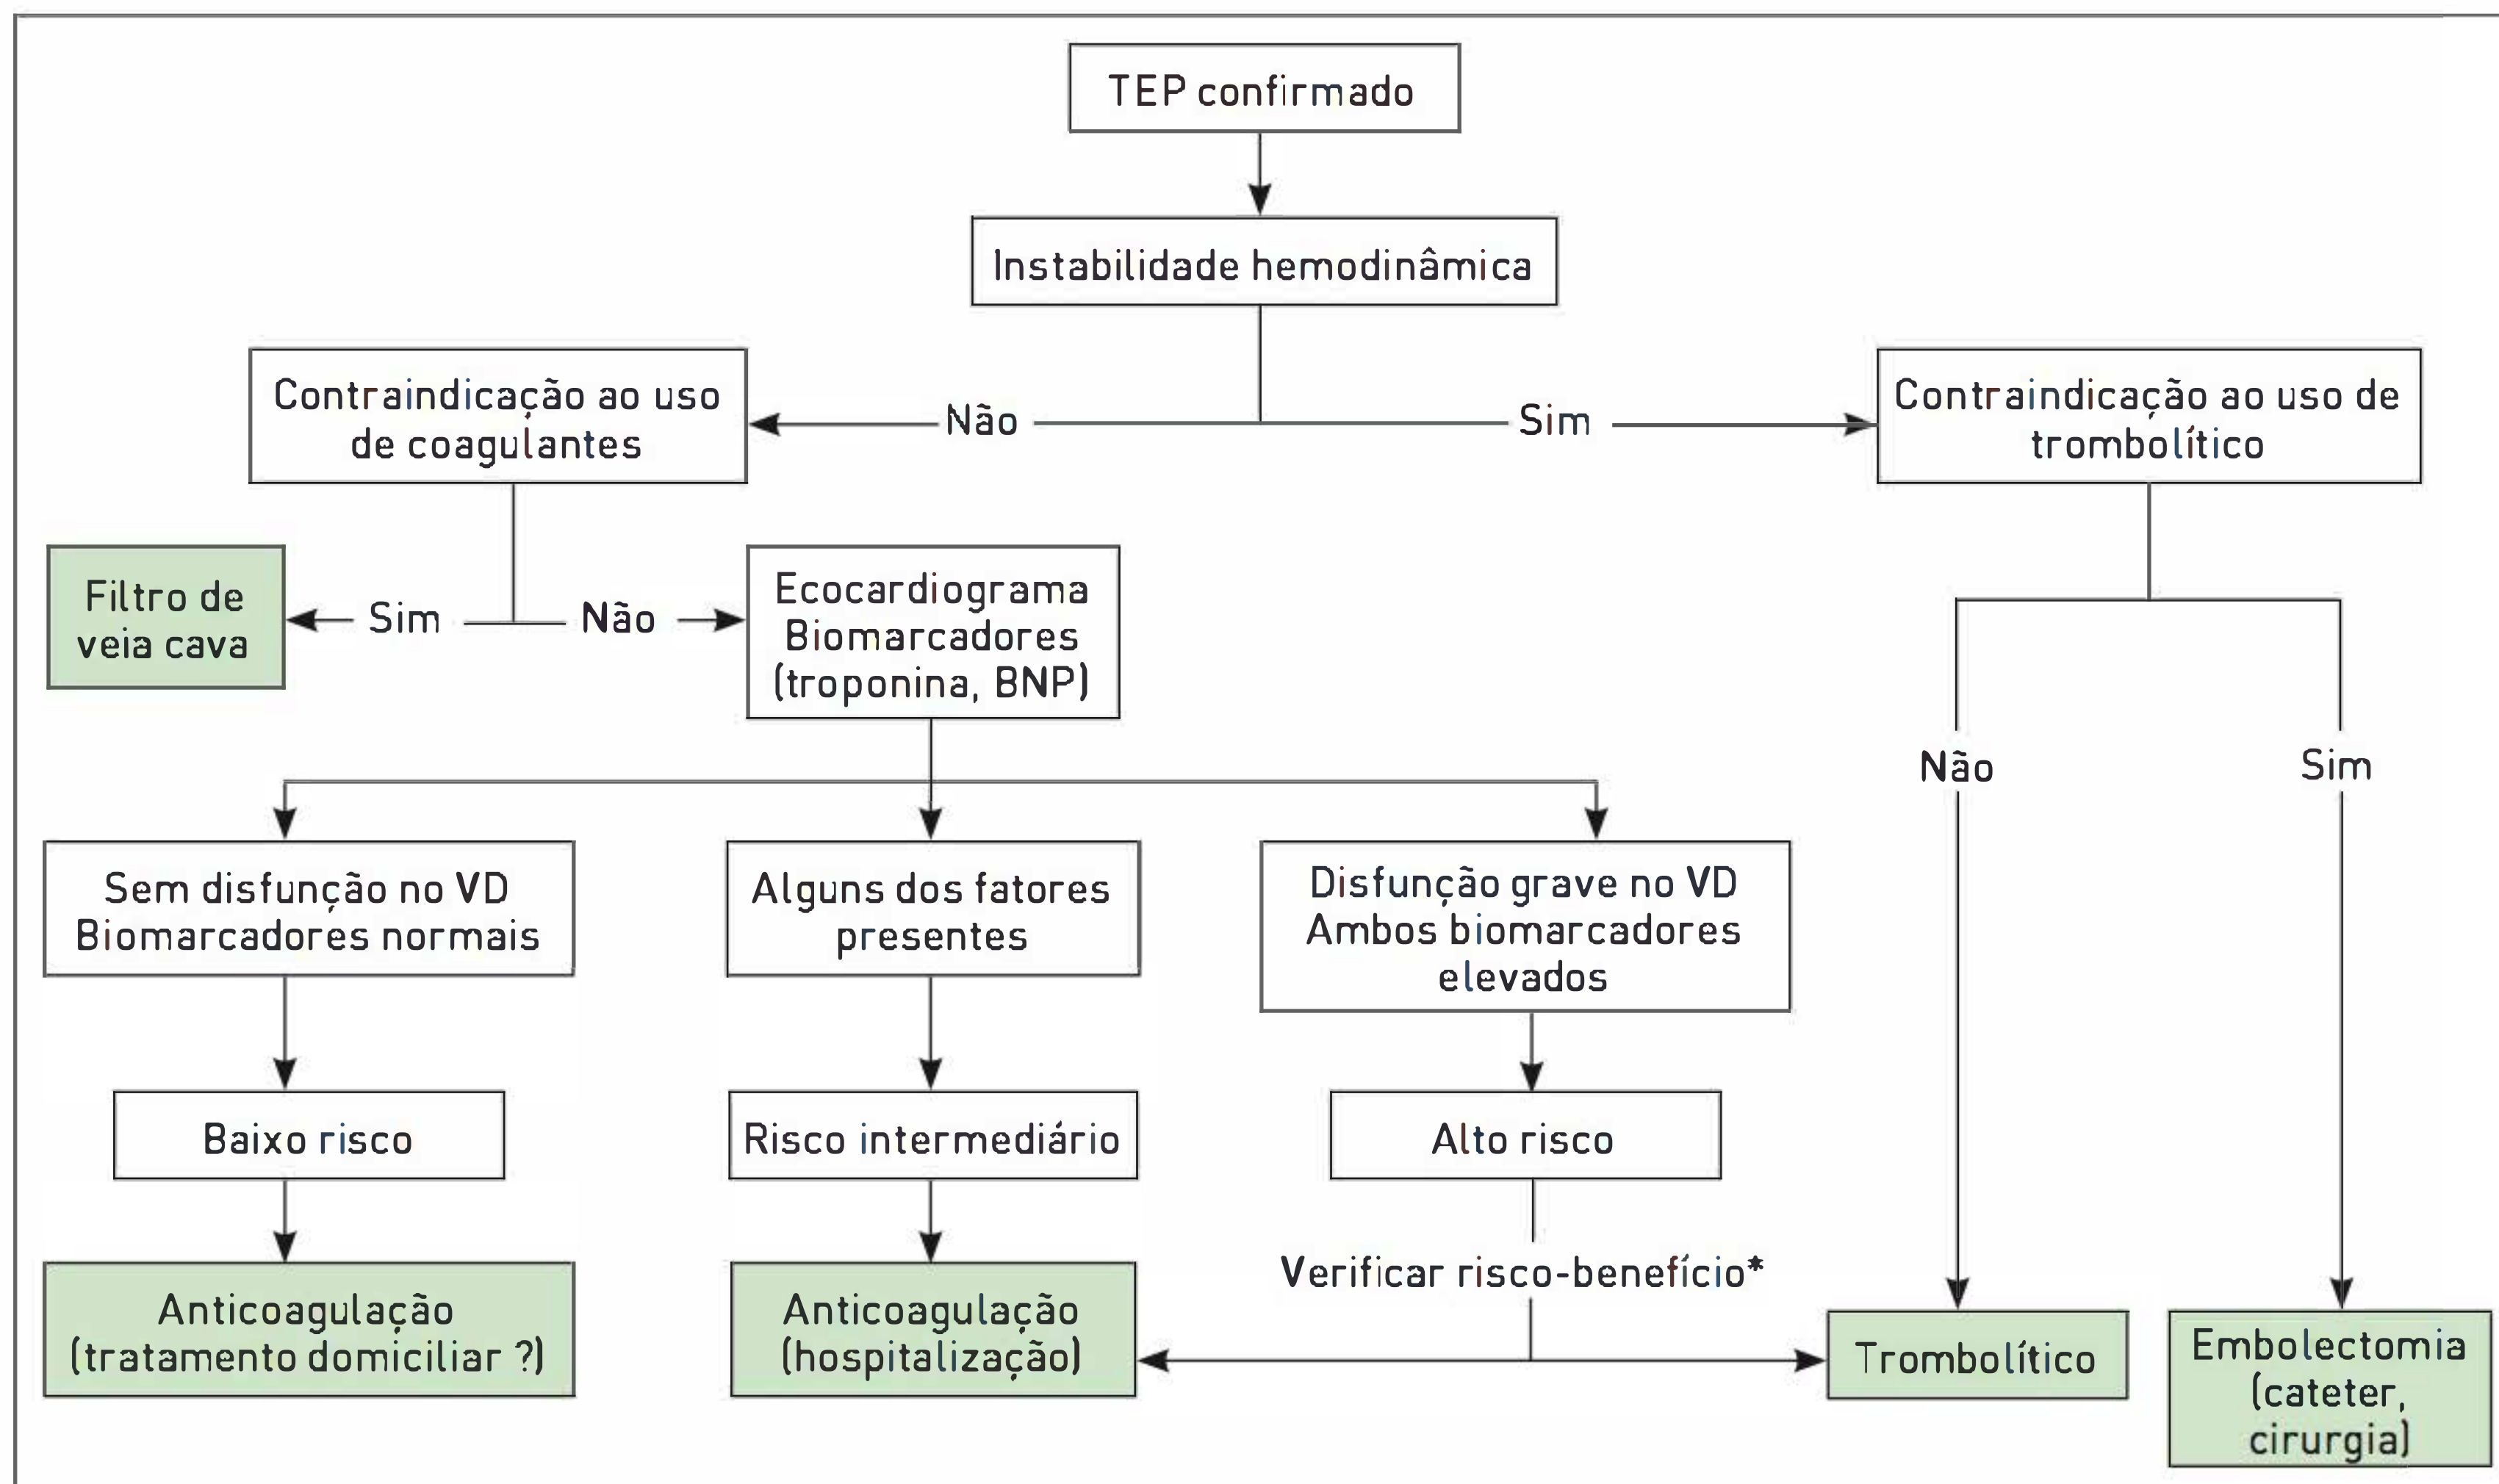 TEP confirmado
Instabilidade hemodinâmica
Contraindicação ao uso
de coagulantes
Não
Sim
Contraindicação ao uso de
trombolítico
Filtro de
veia cava
Sim
Não
Ecocardiograma
Biomarcadores
(troponina, BNP)
Não
Sim
Sem disfunção no VD
Biomarcadores normais
Alguns dos fatores
presentes
Disfunção grave no VD
Ambos biomarcadores
elevados
Baixo risco
Risco intermediário
Alto risco
Verificar risco-benefício*
Anticoagulação
(tratamento domiciliar ?)
Anticoagulação
(hospitalização)
Trombolítico
Embolectomia
(cateter,
cirurgia)